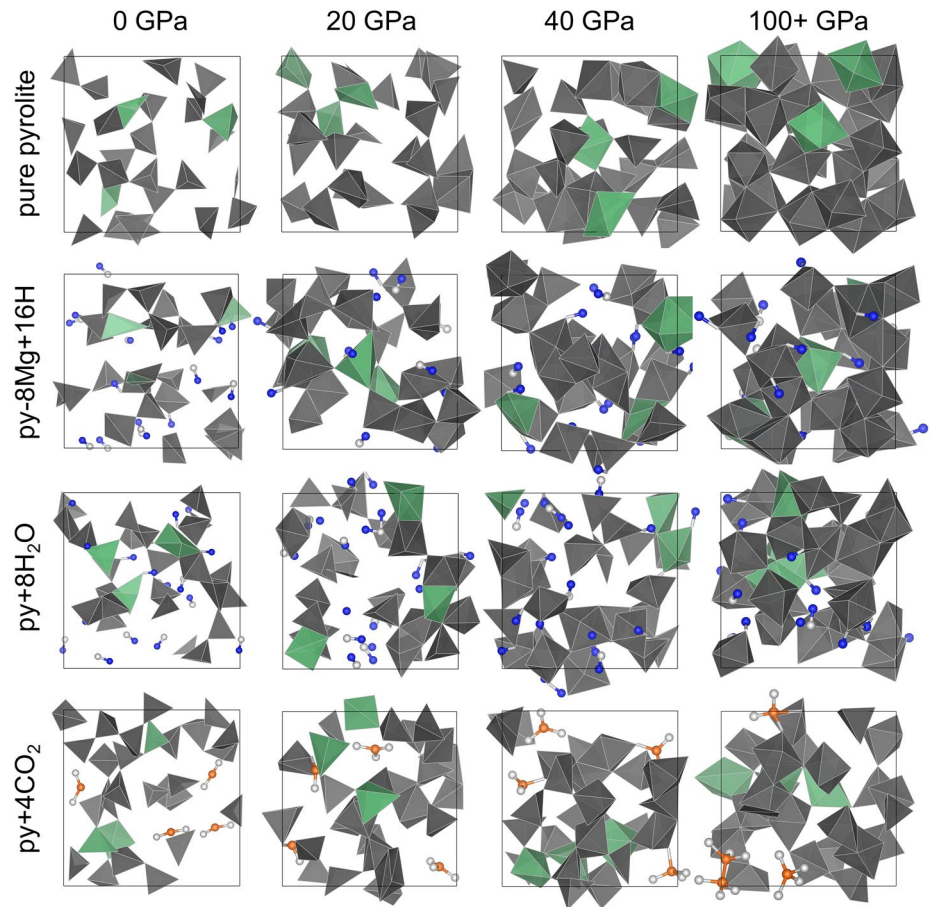 0 GPa 20 GPa 40 GPa 100+ GPa
pure pyrolite
py-8Mg+16H
py+8H₂O
py+4CO₂